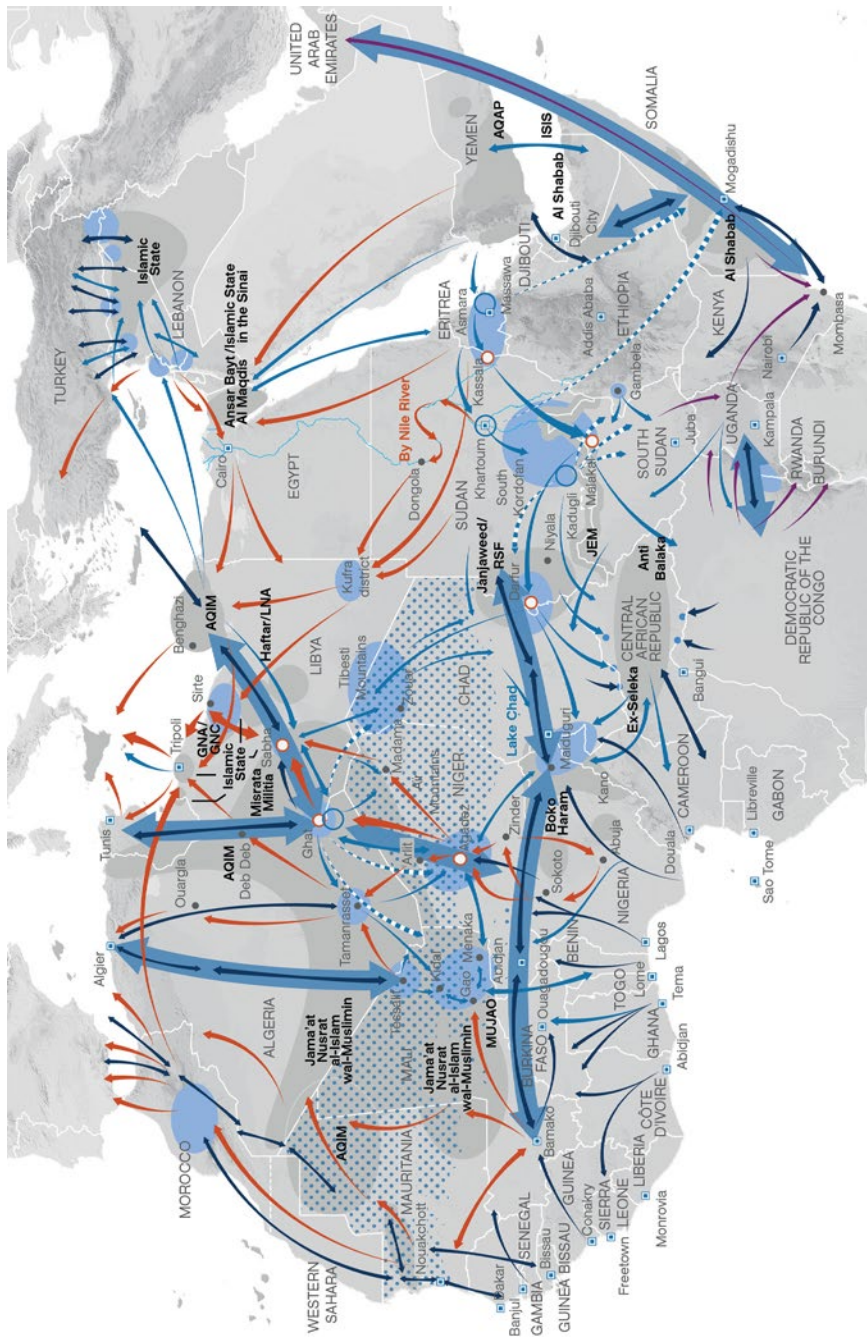 UNITED
ARAB
EMIRATES
YEMEN
AQAP
ISIS
SOMALIA
Al Shabab
Djibouti
City
DJIBOUTI
Mogadishu
Al Shabab
Mombasa
KENYA
Nairobi
ETHIOPIA
Addis Ababa
ERITREA
Asmara
Massawa
Kassala
Gambela
TURKEY
LEBANON
Islamic
State
Ansar Bayt/Islamic State
Al Maqdis in the Sinai
Cairo
EGYPT
By Nile River
Dongola
SUDAN
Khartoum
South
Kordofan
Kadugli
Malakal
SOUTH
SUDAN
Juba
UGANDA
Kampala
RWANDA
BURUNDI
DEMOCRATIC
REPUBLIC OF THE
CONGO
Janjaweed/
RSF
Darfur
Niyala
JEM
Anti
Balaka
CENTRAL
AFRICAN
REPUBLIC
Bangui
Ex-Seleka
Kufra
district
Benghazi
AQIM
Haftar/LNA
LIBYA
Sirte
Tripoli
GNA/
GNC
Islamic
State
Misrata
Militia
Sabha
Tibesti
Mountains
Zouar
CHAD
Lake Chad
Madama
Aïr
Mountains
NIGER
Agadaz
Arlit
Zinder
Maiduguri
Boko
Haram
Kano
Sokoto
Abuja
NIGERIA
CAMEROON
Douala
Libreville
GABON
Sao Tome
Tunis
Ghat
AQIM
Deb Deb
Ouargla
Tamanrasset
Algier
ALGERIA
Jama'at
Nusrat
al-Islam
wal-Muslimin
Tessalit
Kidal
Menaka
Gao
Abidjan
MUJAO
MALI
Jama'at
Nusrat
al-Islam
wal-Muslimin
BURKINA
FASO
Ouagadougou
BENIN
Lagos
TOGO
Lome
Tema
GHANA
Abidjan
CÔTE
D'IVOIRE
LIBERIA
Monrovia
SIERRA
LEONE
Freetown
Conakry
GUINEA
Bamako
AQIM
MAURITANIA
Nouakchott
MOROCCO
WESTERN
SAHARA
Dakar
SENEGAL
Banjul
GAMBIA
Bissau
GUINEA BISSAU